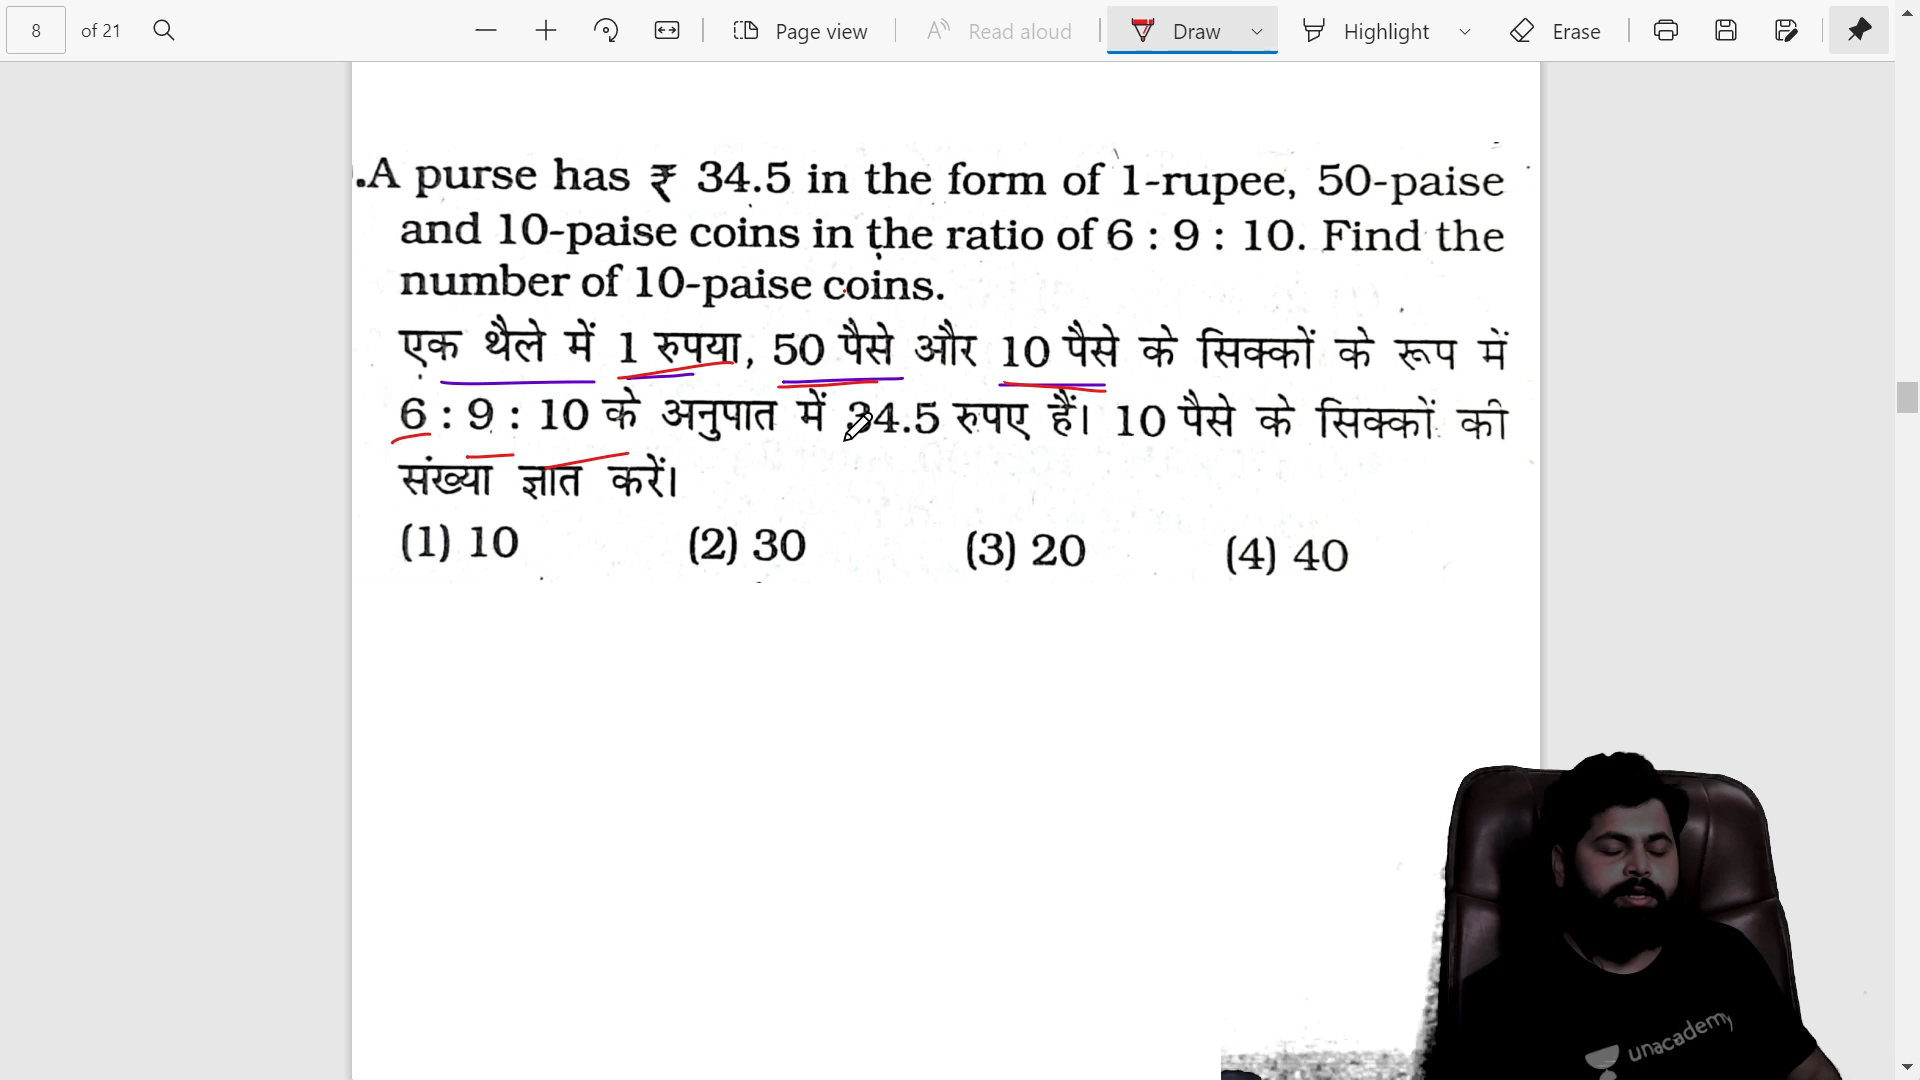 8 of 21 Page view Read aloud Draw Highlight Erase
.A purse has ₹ 34.5 in the form of 1-rupee, 50-paise
and 10-paise coins in the ratio of 6 : 9 : 10. Find the
number of 10-paise coins.
एक थैले में 1 रुपया, 50 पैसे और 10 पैसे के सिक्कों के रूप में
6 : 9 : 10 के अनुपात में 34.5 रुपए हैं। 10 पैसे के सिक्कों की
संख्या ज्ञात करें।
(1) 10 (2) 30 (3) 20 (4) 40
unacademy